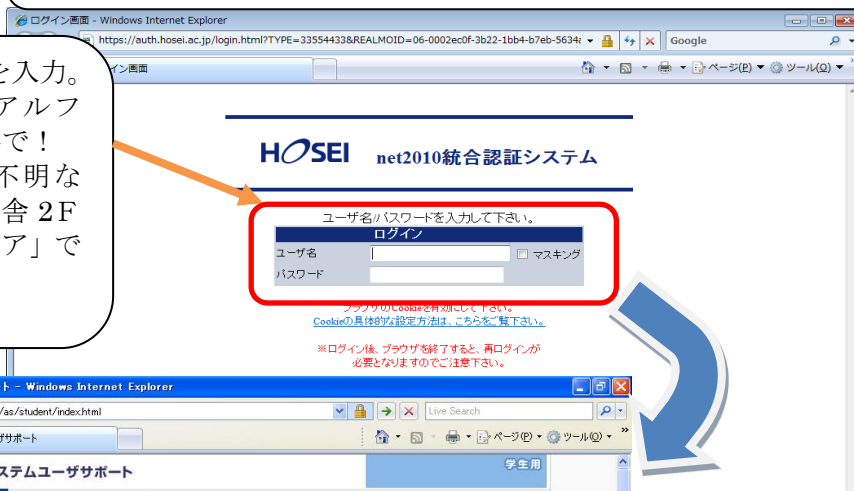 ログイン画面 - Windows Internet Explorer
https://auth.hosei.ac.jp/login.html?TYPE=33554433&REALMOID=06-0002ec0f-3b22-1bb4-b7eb-5634
Google
イン画面
ページ(P)
ツール(O)
を入力。
アルフ
で!
不明な
舎 2F
ア」で
HOSEI net2010統合認証システム
ユーザ名/パスワードを入力して下さい。
ログイン
ユーザ名
マスキング
パスワード
ブラウザのCookieを有効にして下さい。
Cookieの具体的な設定方法は、こちらをご覧下さい。
※ログイン後、ブラウザを終了すると、再ログインが
必要となりますのでご注意下さい。
ート - Windows Internet Explorer
/as/student/index.html
Live Search
ザサポート
ページ(P)
ツール(O)
ステムユーザサポート
学生用